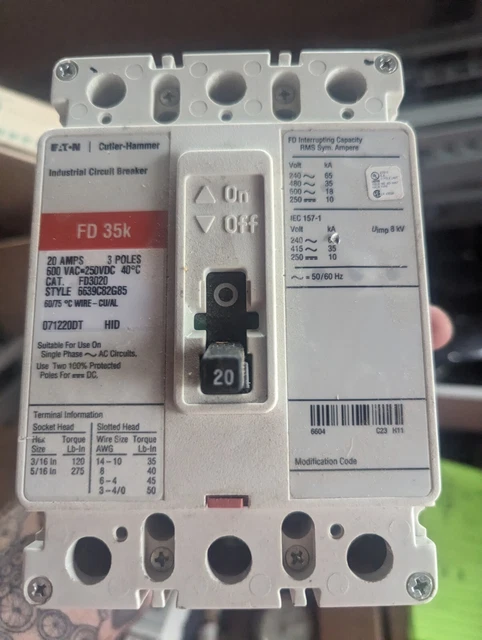 EATON | Cutler-Hammer
Industrial Circuit Breaker
FD 35k
20 AMPS 3 POLES
600 VAC=250VDC 40°C
CAT. FD3020
STYLE 6639C82G85
60/75 °C WIRE-CU/AL
071220DT HID
Suitable For Use On
Single Phase ~ AC Circuits.
Use Two 100% Protected
Poles For ⎓ DC.
Terminal Information
Socket Head Slotted Head
Hex Torque Wire Size Torque
Size Lb-In AWG Lb-In
3/16 In 120 14-10 35
5/16 In 275 8 40
6-4 45
3-4/0 50
△ On
▽ Off
O
20
FD Interrupting Capacity
RMS Sym. Ampere
Volt kA
240 ~ 65
480 ~ 35
600 ~ 18
250 ⎓ 10
IEC 157-1
Volt kA Uimp 8 kV
240 ~
415 ~ 35
250 ⎓ 10
~ = 50/60 Hz
6604 C23 HT1
Modification Code